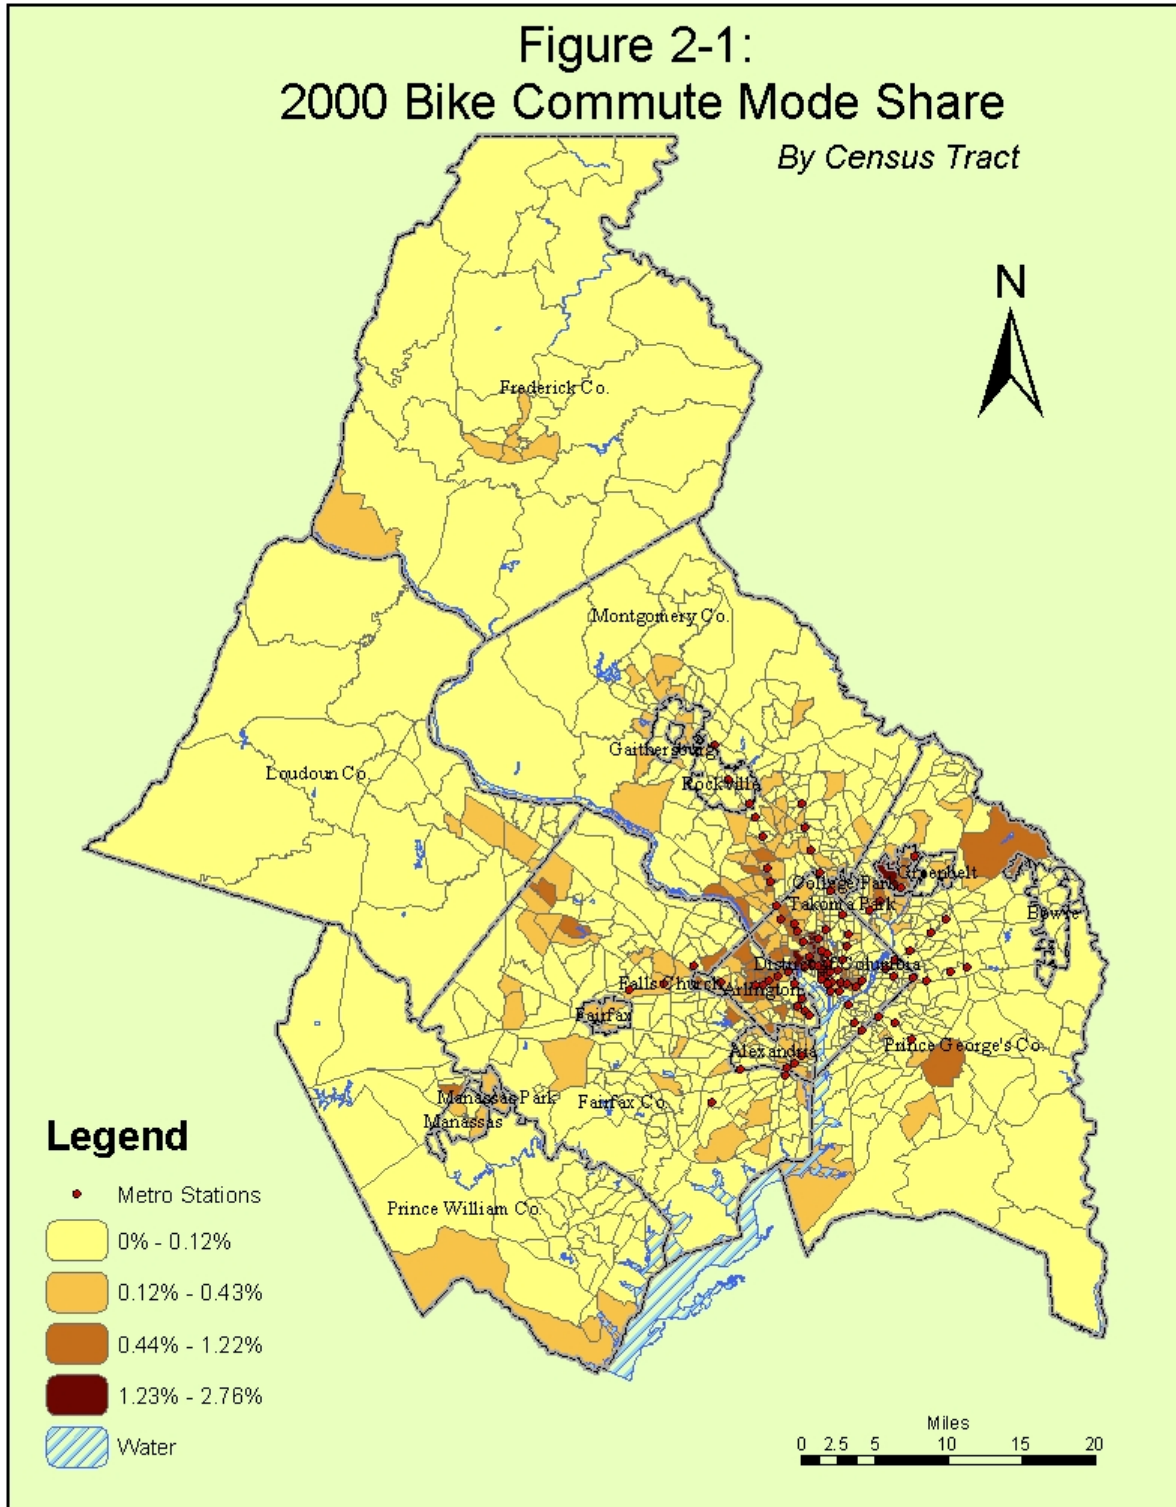 Figure 2-1:
2000 Bike Commute Mode Share
By Census Tract
N
Frederick Co.
Montgomery Co.
Gaithersburg
Loudoun Co.
Rockville
College Park
Greenbelt
Takoma Park
Bowie
District of Columbia
Falls Church
Arlington
Fairfax
Alexandria
Prince George's Co.
Manassas Park
Fairfax Co.
Manassas
Prince William Co.
Legend
Metro Stations
0% - 0.12%
0.12% - 0.43%
0.44% - 1.22%
1.23% - 2.76%
Water
Miles
0 2.5 5 10 15 20